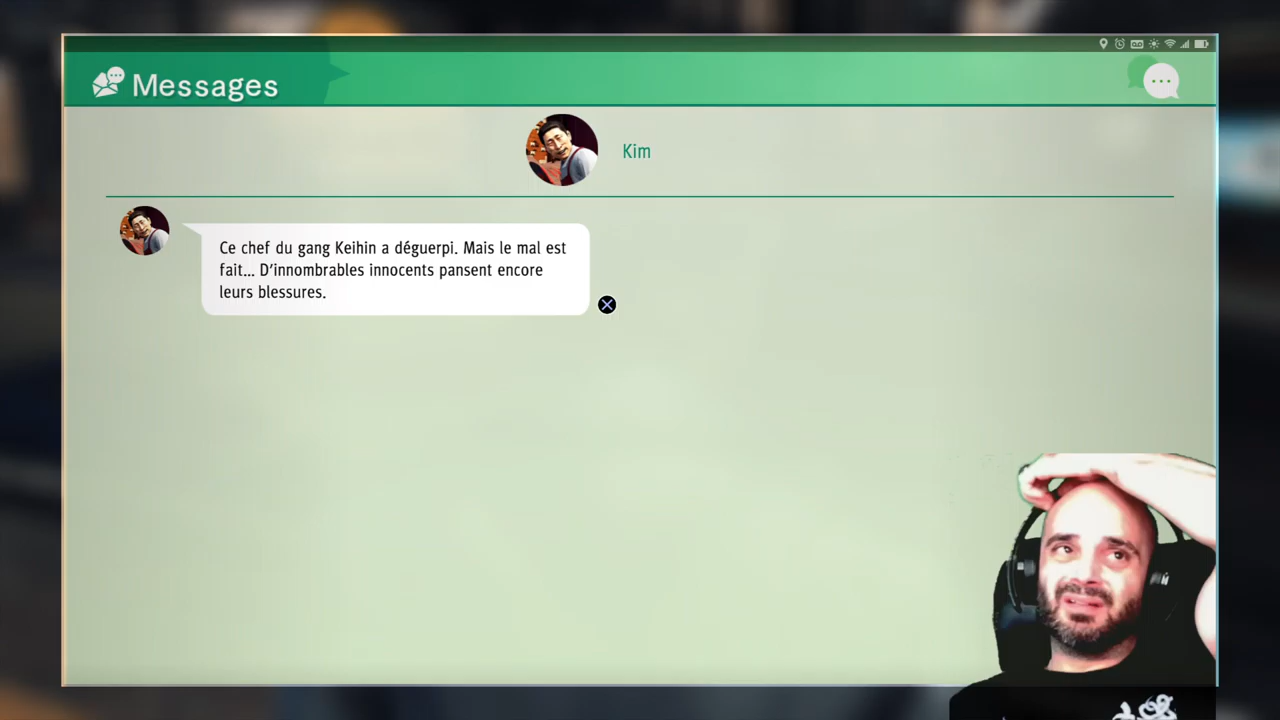 Messages
Kim
Ce chef du gang Keihin a déguerpi. Mais le mal est
fait... D'innombrables innocents pansent encore
leurs blessures.